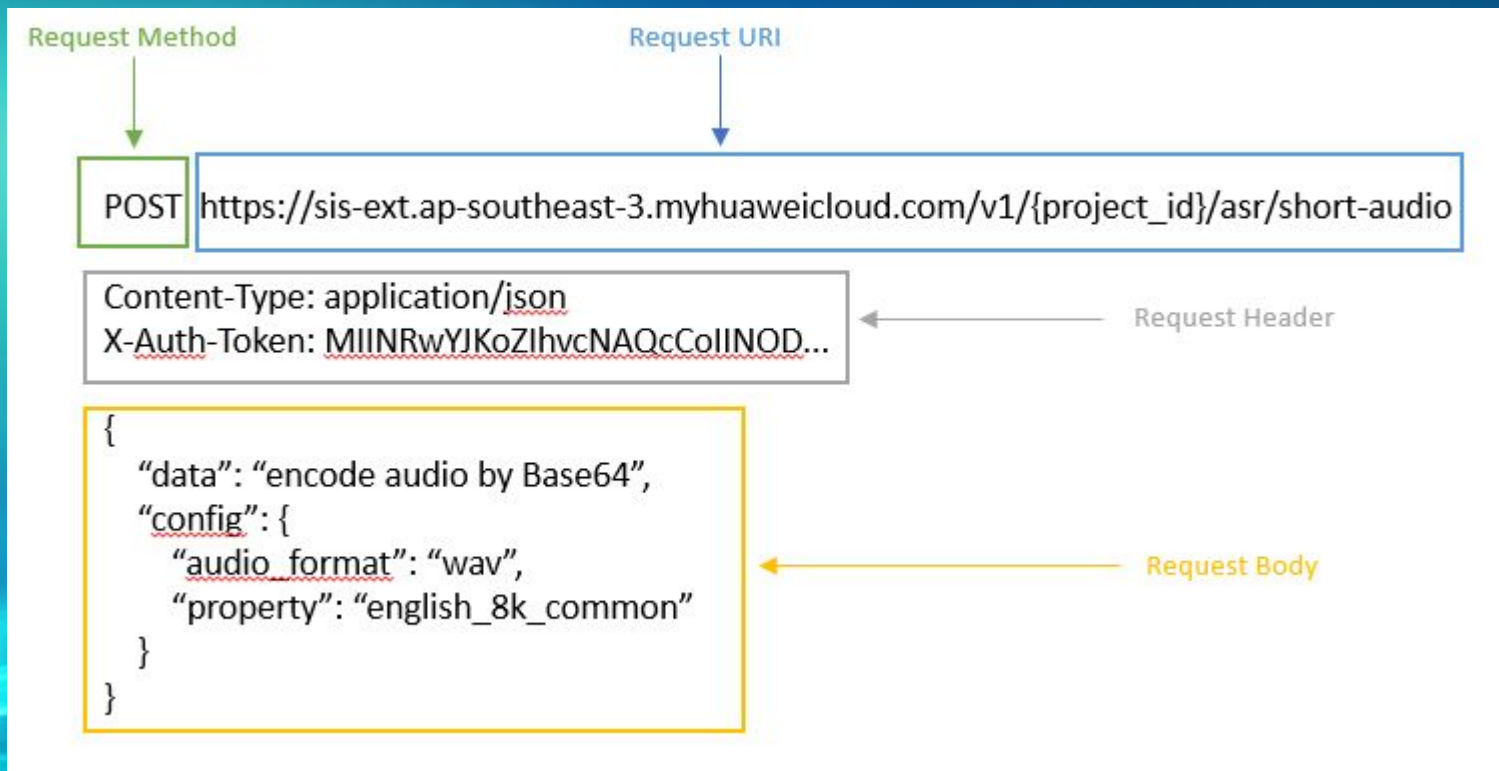 Request Method
Request URI
POST https://sis-ext.ap-southeast-3.myhuaweicloud.com/v1/{project_id}/asr/short-audio
Content-Type: application/json
X-Auth-Token: MIINRwYJKoZIhvcNAQcCoIINOD...
Request Header
{
“data”: “encode audio by Base64”,
“config”: {
“audio_format”: “wav”,
“property”: “english_8k_common”
}
}
Request Body